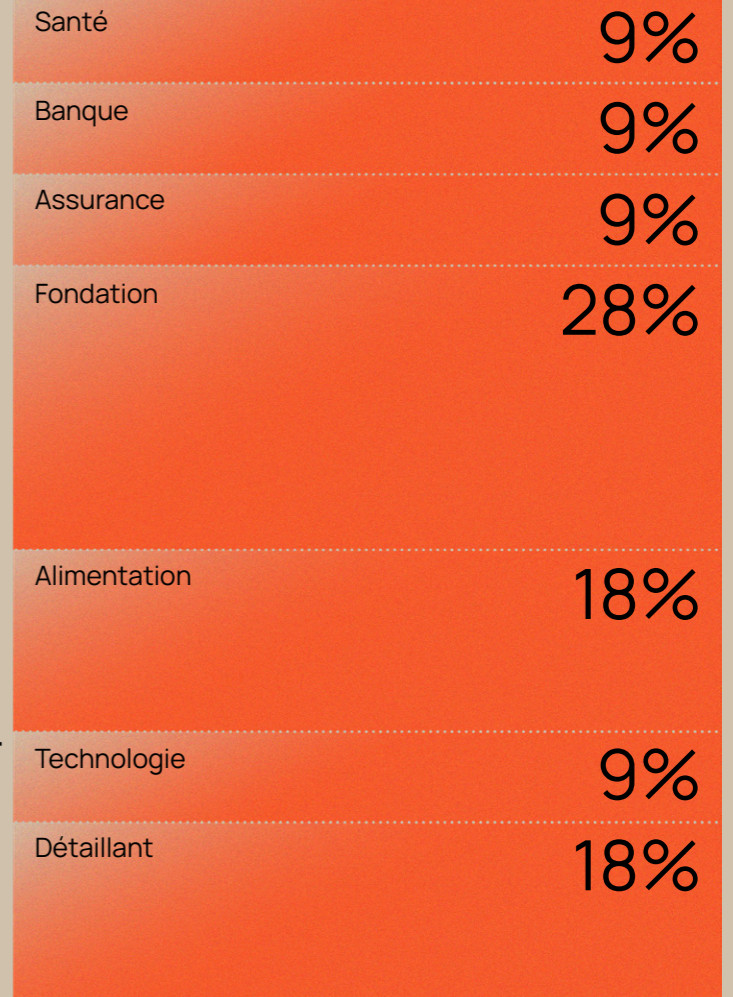 Santé 9%
Banque 9%
Assurance 9%
Fondation 28%
Alimentation 18%
Technologie 9%
Détaillant 18%